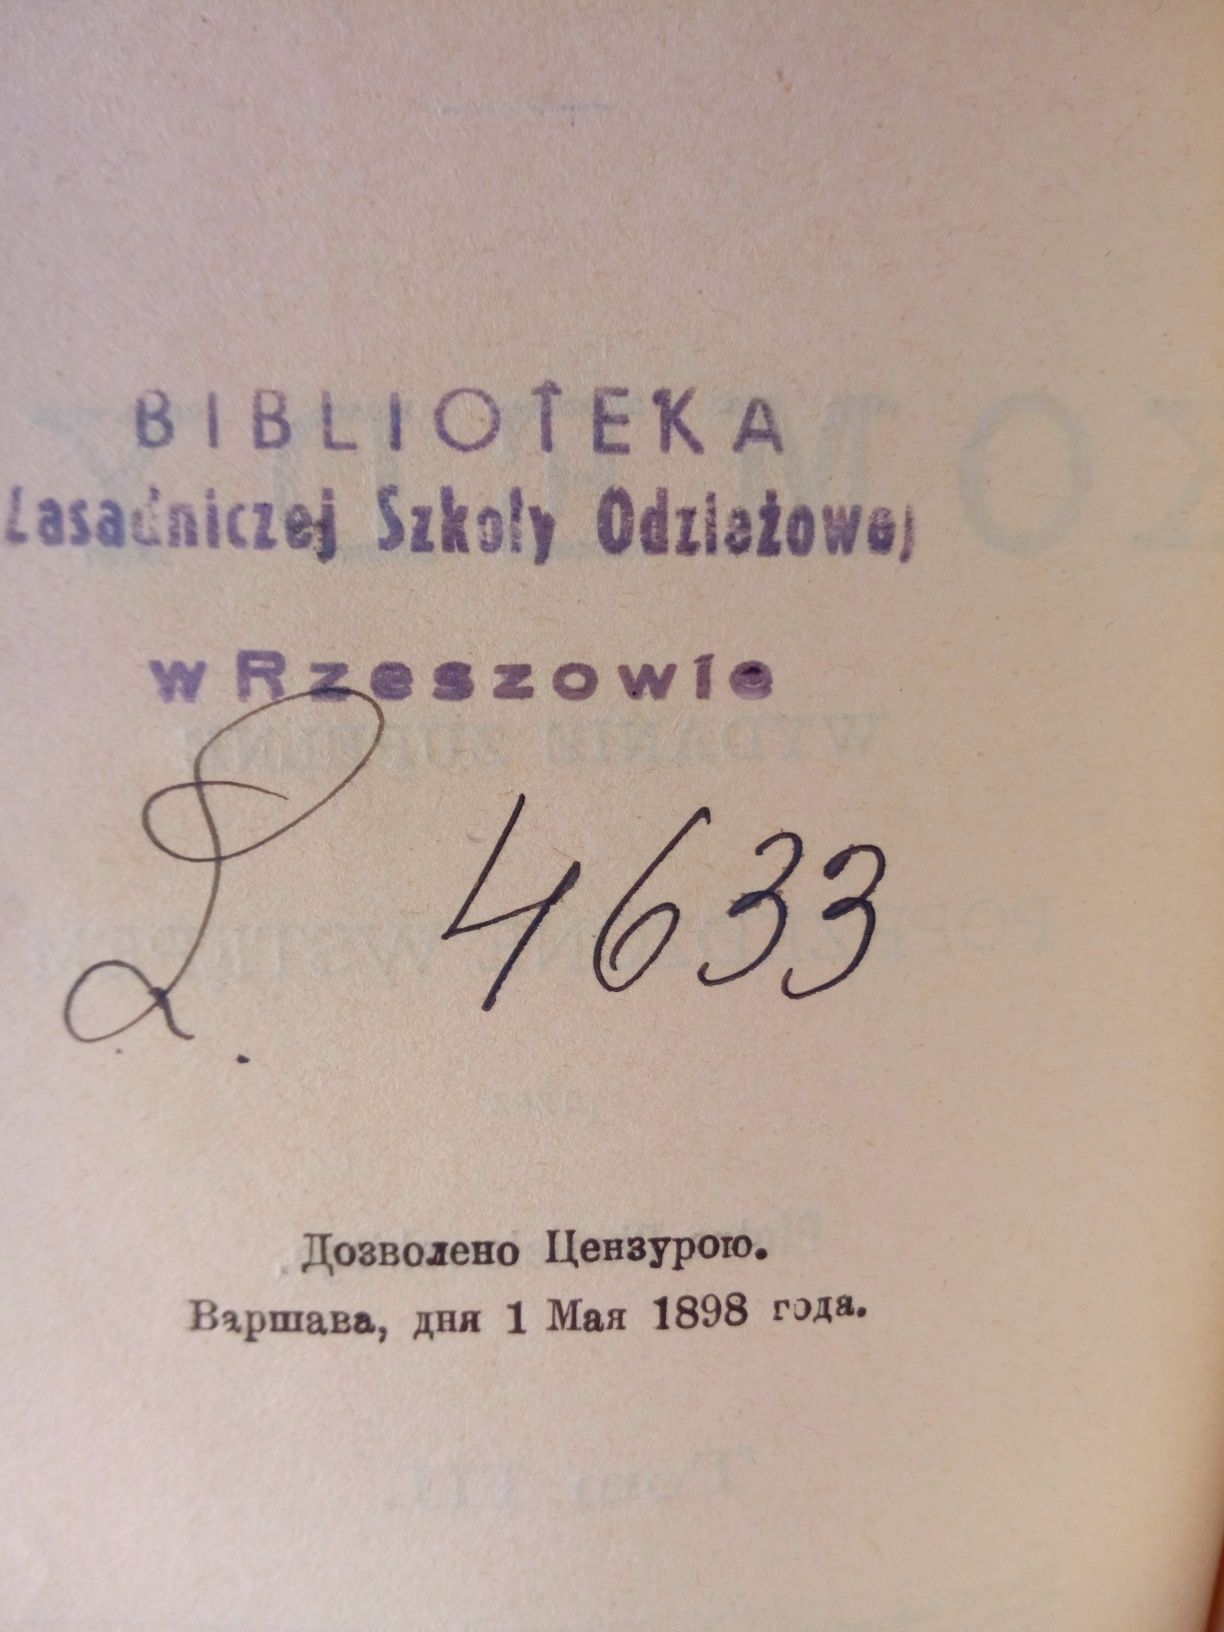 BIBLIOTEKA
Zasadniczej Szkoły Odzieżowej
w Rzeszowie
L. 4633
Дозволено Цензурою.
Варшава, дня 1 Мая 1898 года.